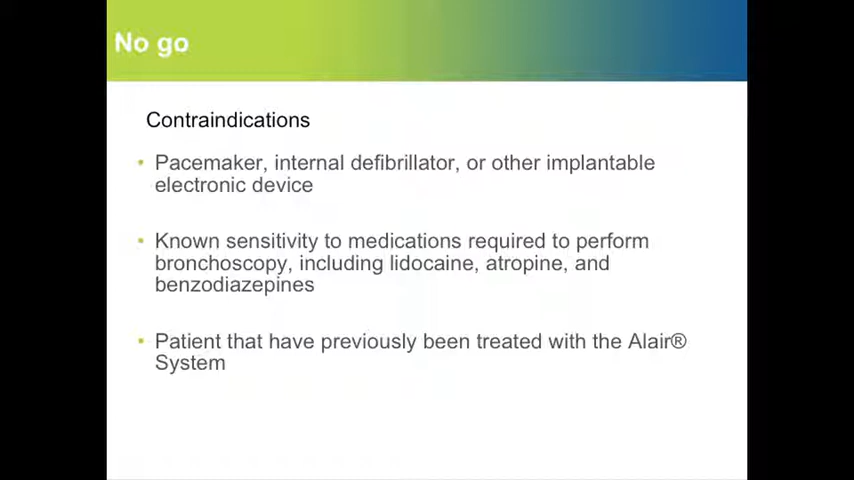 No go
Contraindications
• Pacemaker, internal defibrillator, or other implantable
electronic device
• Known sensitivity to medications required to perform
bronchoscopy, including lidocaine, atropine, and
benzodiazepines
• Patient that have previously been treated with the Alair®
System